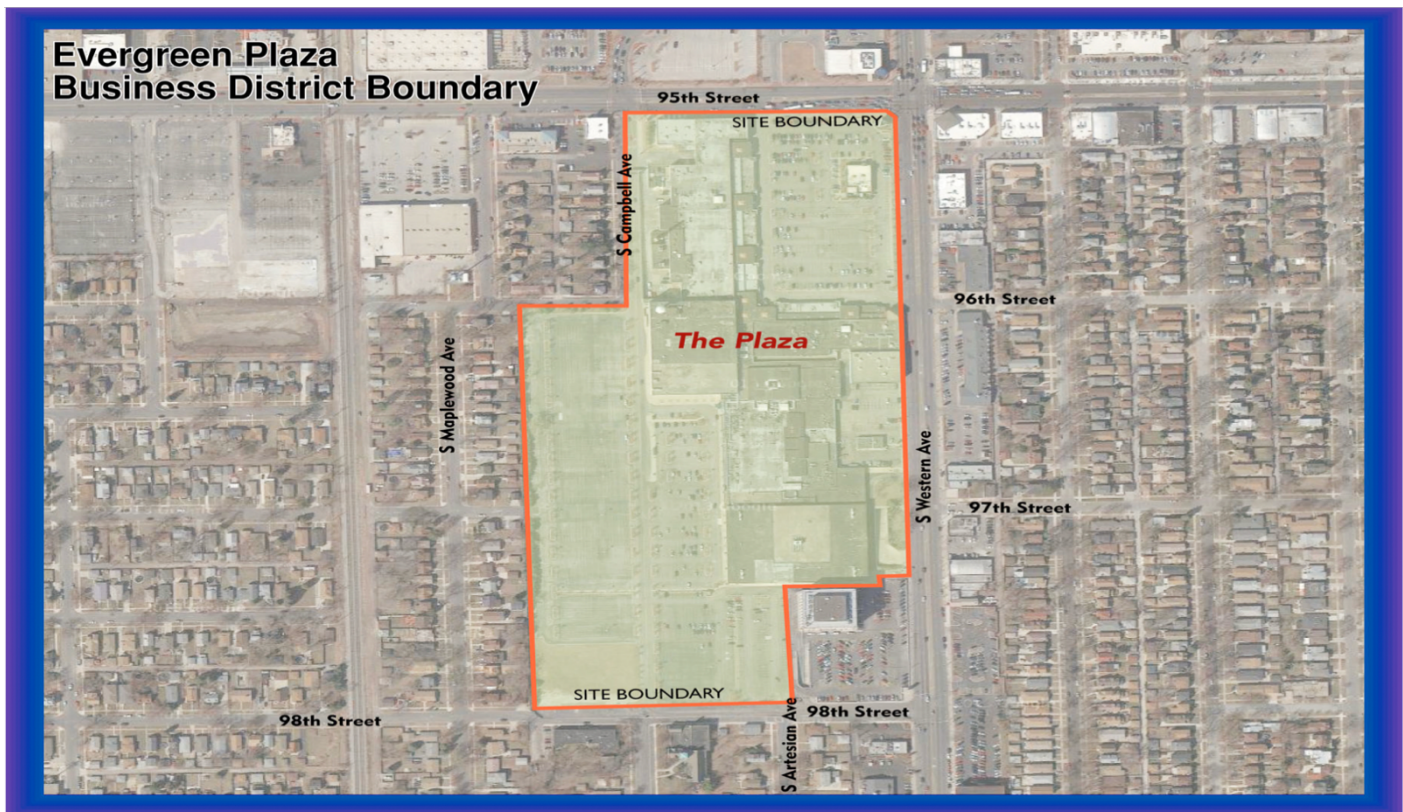 Evergreen Plaza
Business District Boundary
95th Street
SITE BOUNDARY
S Campbell Ave
96th Street
The Plaza
S Maplewood Ave
S Western Ave
97th Street
SITE BOUNDARY
98th Street
98th Street
S Artesian Ave